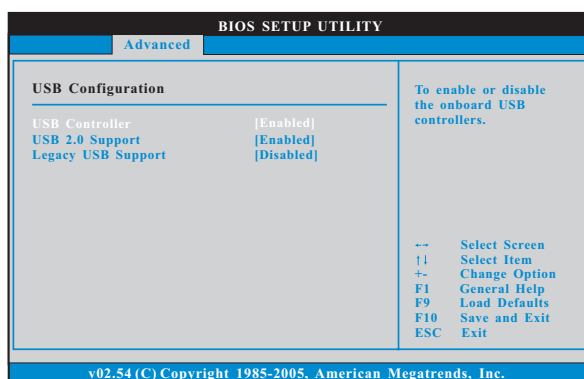 BIOS SETUP UTILITY
Advanced
USB Configuration
USB Controller [Enabled]
USB 2.0 Support [Enabled]
Legacy USB Support [Disabled]
To enable or disable
the onboard USB
controllers.
←→ Select Screen
↑↓ Select Item
+- Change Option
F1 General Help
F9 Load Defaults
F10 Save and Exit
ESC Exit
v02.54 (C) Copyright 1985-2005, American Megatrends, Inc.